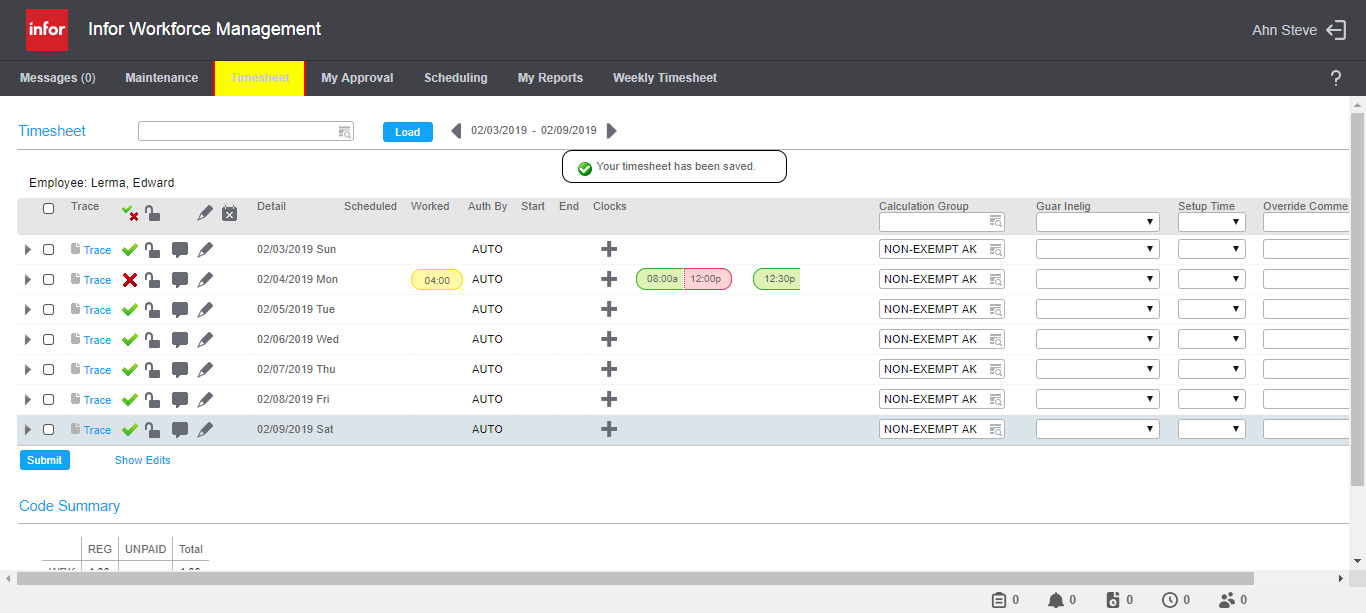 infor Infor Workforce Management Ahn Steve
Messages (0) Maintenance Timesheet My Approval Scheduling My Reports Weekly Timesheet ?
Timesheet Load 02/03/2019 - 02/09/2019
Your timesheet has been saved.
Employee: Lerma, Edward
Trace Detail Scheduled Worked Auth By Start End Clocks Calculation Group Guar Inelig Setup Time Override Comme
Trace 02/03/2019 Sun AUTO NON-EXEMPT AK
Trace 02/04/2019 Mon 04:00 AUTO 08:00a 12:00p 12:30p NON-EXEMPT AK
Trace 02/05/2019 Tue AUTO NON-EXEMPT AK
Trace 02/06/2019 Wed AUTO NON-EXEMPT AK
Trace 02/07/2019 Thu AUTO NON-EXEMPT AK
Trace 02/08/2019 Fri AUTO NON-EXEMPT AK
Trace 02/09/2019 Sat AUTO NON-EXEMPT AK
Submit Show Edits
Code Summary
REG UNPAID Total
0 0 0 0 0